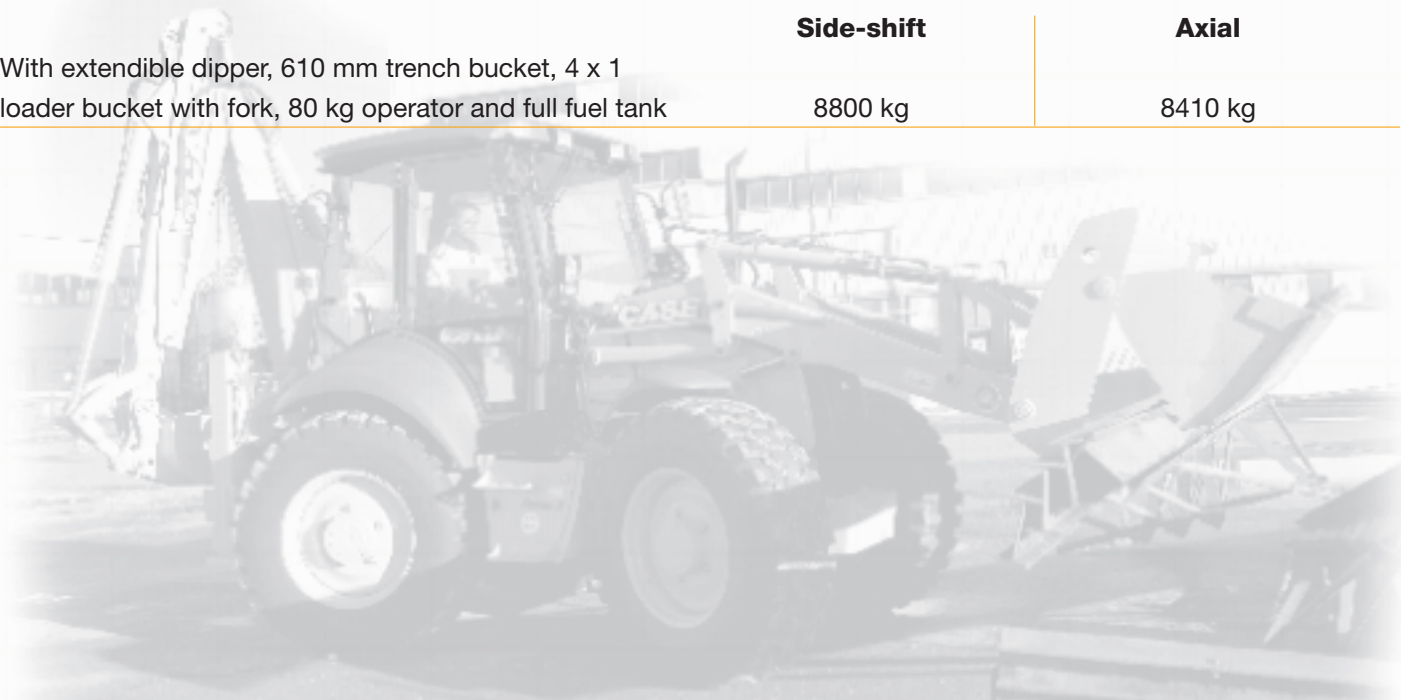 Side-shift Axial
With extendible dipper, 610 mm trench bucket, 4 x 1
loader bucket with fork, 80 kg operator and full fuel tank 8800 kg 8410 kg
CASE